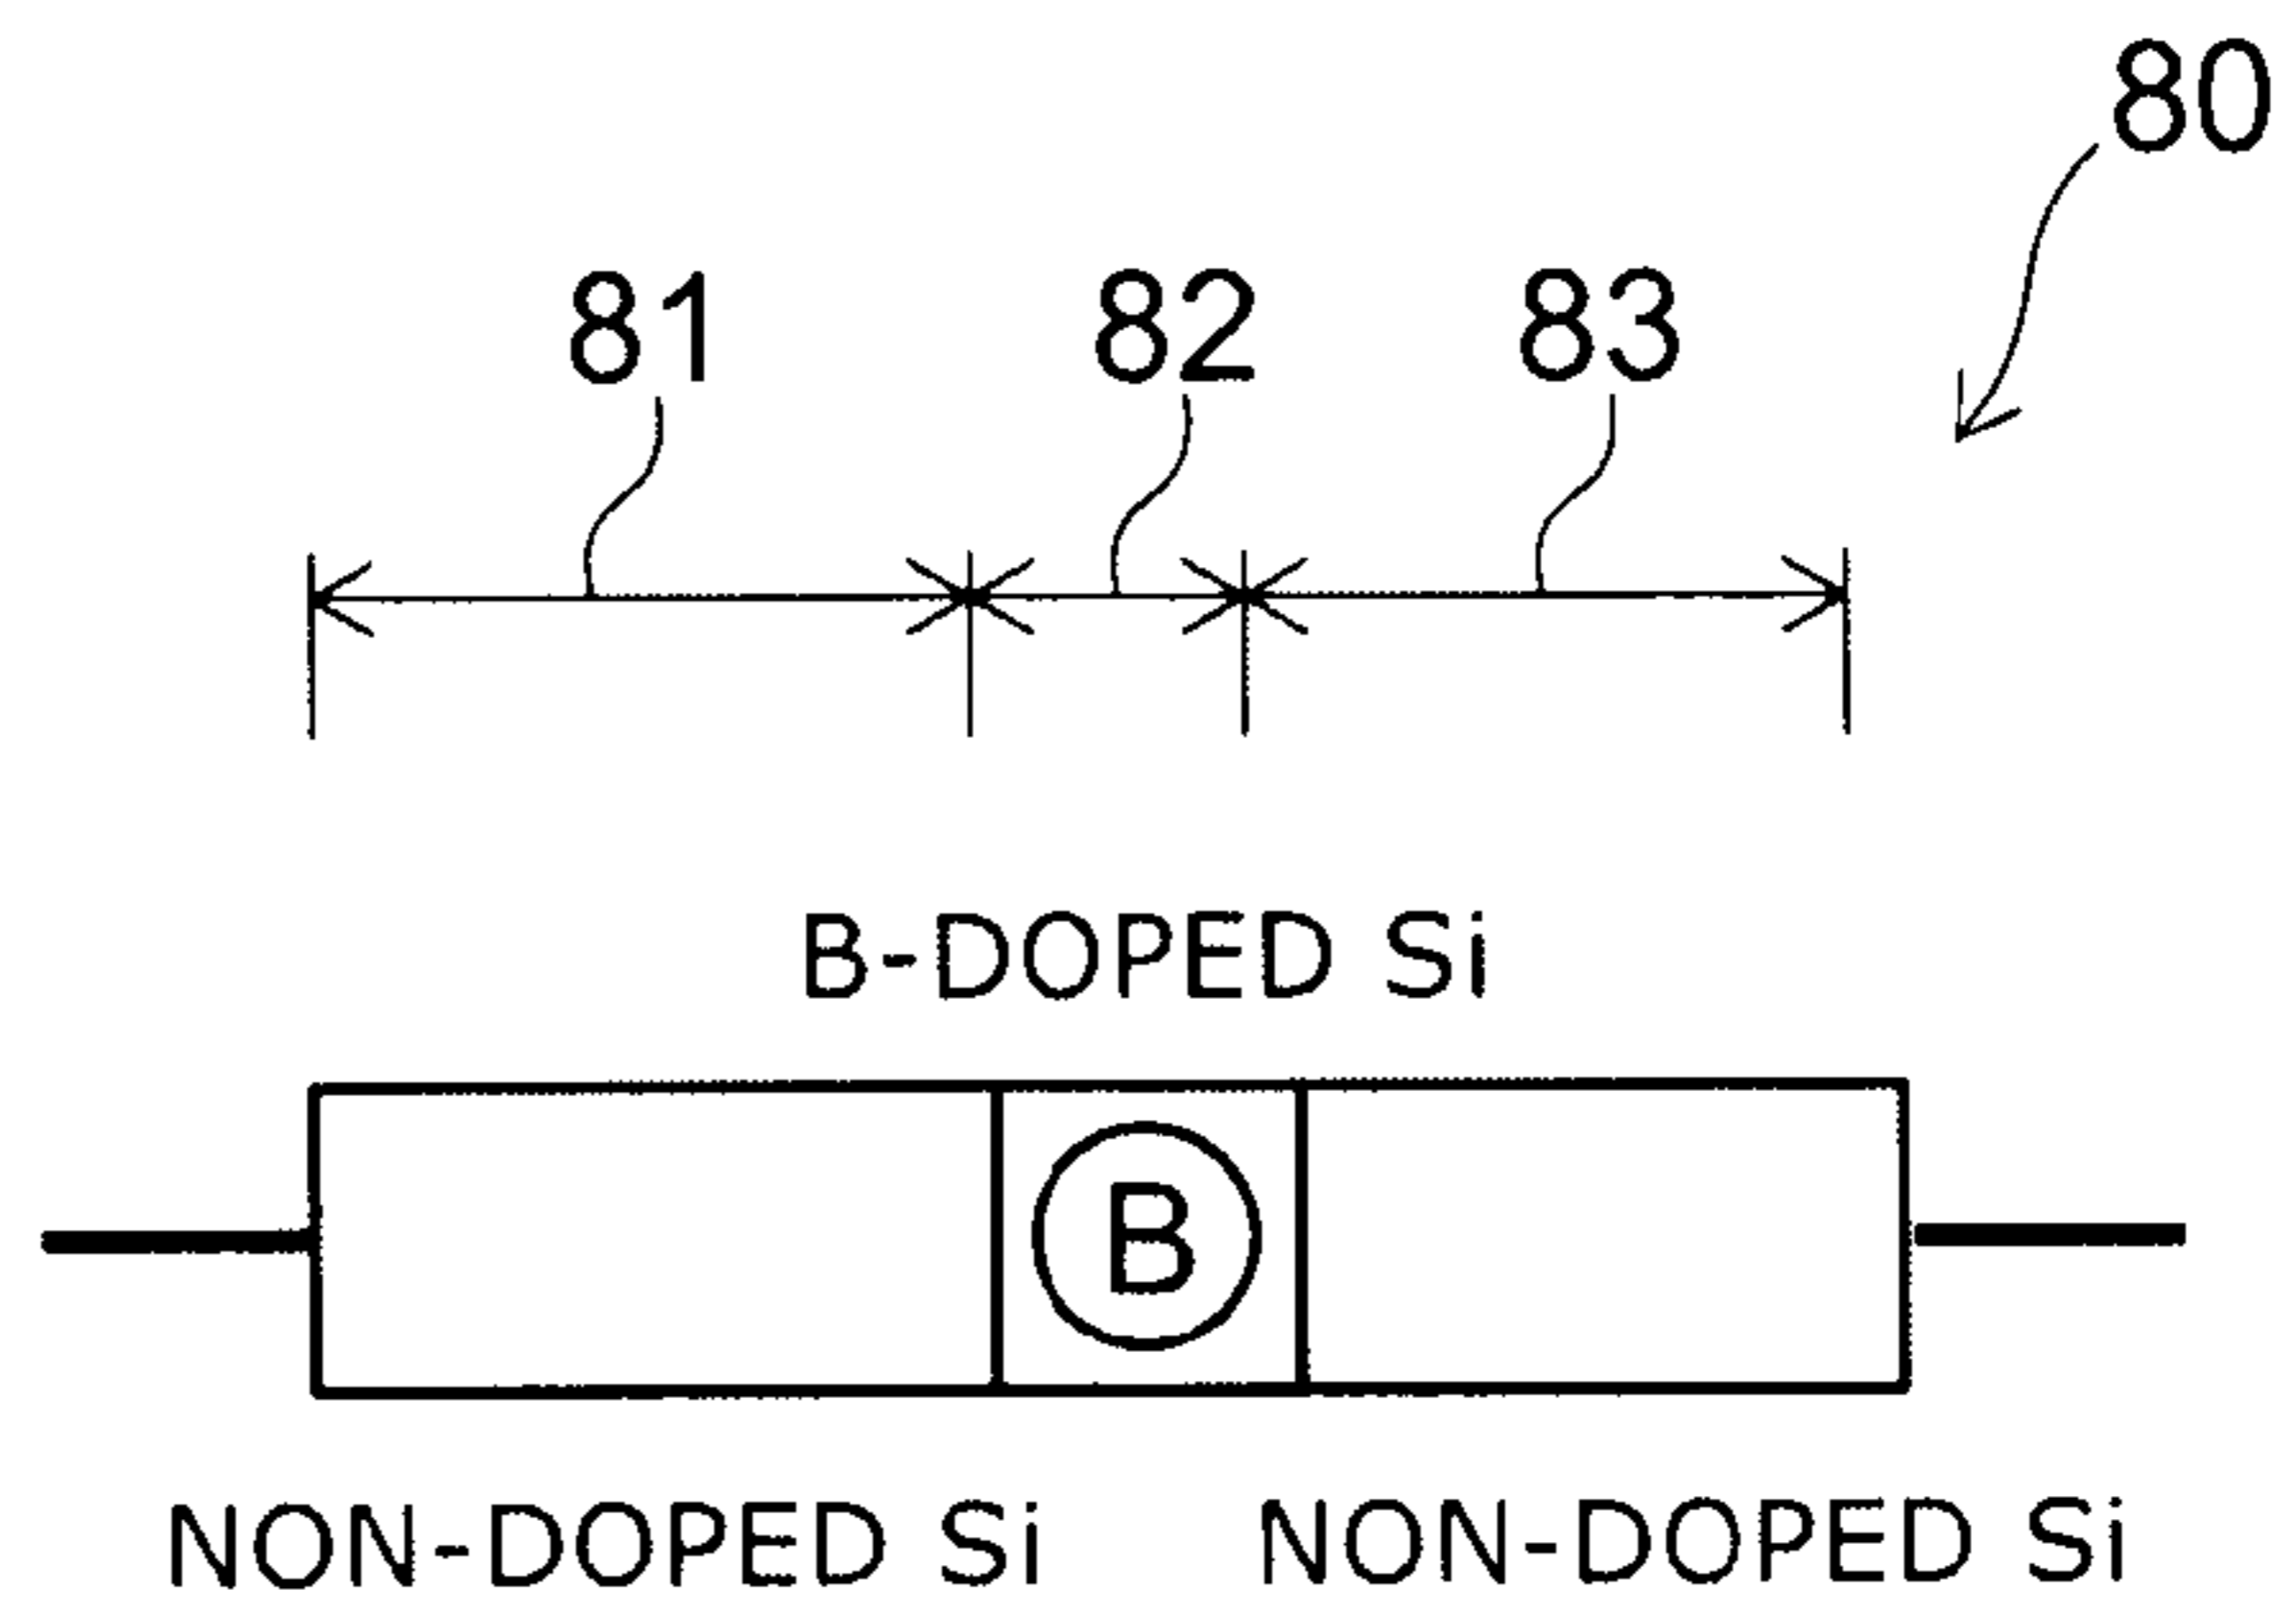 80
81 82 83
B-DOPED Si
B
NON-DOPED Si NON-DOPED Si